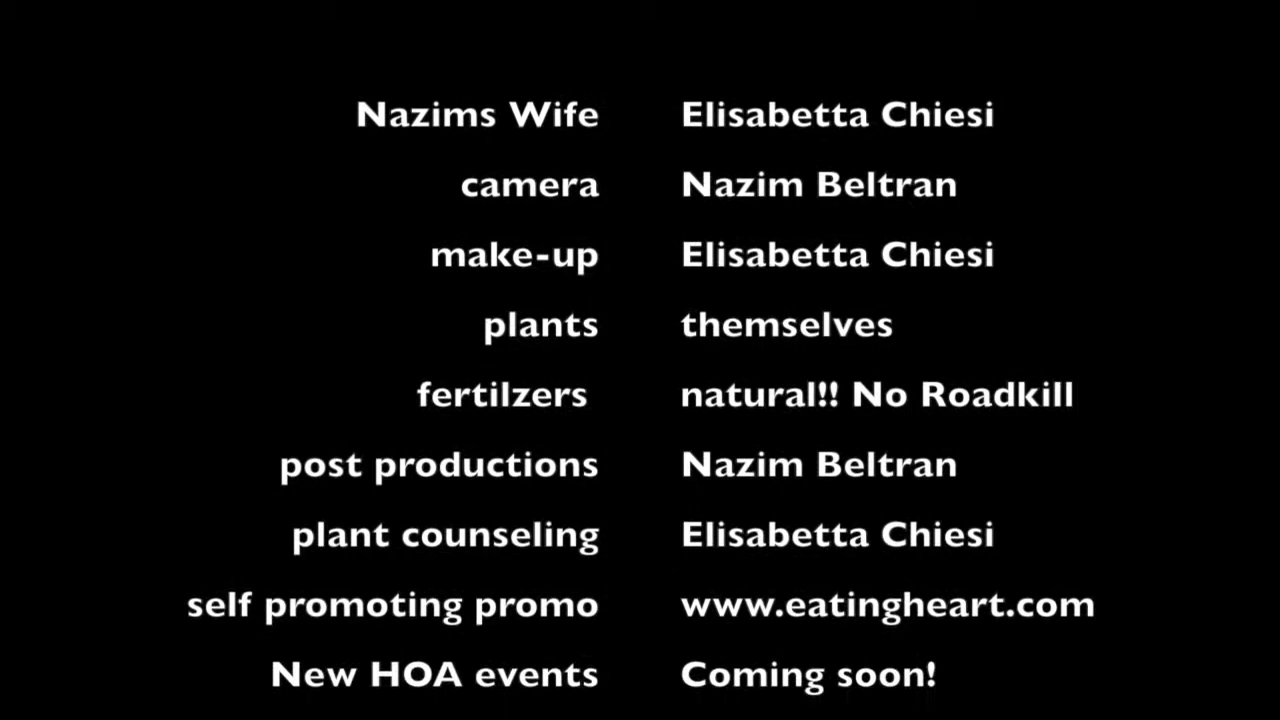 Nazims Wife Elisabetta Chiesi
camera Nazim Beltran
make-up Elisabetta Chiesi
plants themselves
fertilzers natural!! No Roadkill
post productions Nazim Beltran
plant counseling Elisabetta Chiesi
self promoting promo www.eatingheart.com
New HOA events Coming soon!